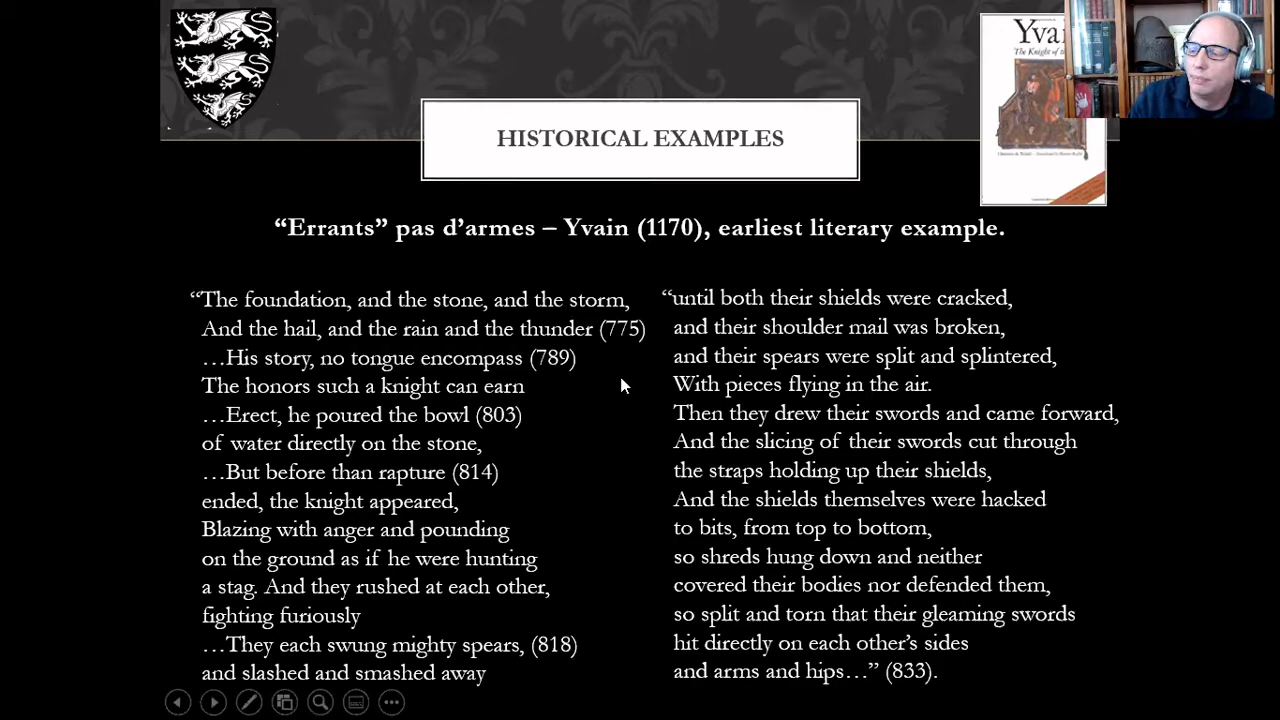 Yvai
The Knight of t
HISTORICAL EXAMPLES
“Errants” pas d’armes – Yvain (1170), earliest literary example.
“The foundation, and the stone, and the storm,
And the hail, and the rain and the thunder (775)
…His story, no tongue encompass (789)
The honors such a knight can earn
…Erect, he poured the bowl (803)
of water directly on the stone,
…But before than rapture (814)
ended, the knight appeared,
Blazing with anger and pounding
on the ground as if he were hunting
a stag. And they rushed at each other,
fighting furiously
…They each swung mighty spears, (818)
and slashed and smashed away
“until both their shields were cracked,
and their shoulder mail was broken,
and their spears were split and splintered,
With pieces flying in the air.
Then they drew their swords and came forward,
And the slicing of their swords cut through
the straps holding up their shields,
And the shields themselves were hacked
to bits, from top to bottom,
so shreds hung down and neither
covered their bodies nor defended them,
so split and torn that their gleaming swords
hit directly on each other’s sides
and arms and hips…” (833).